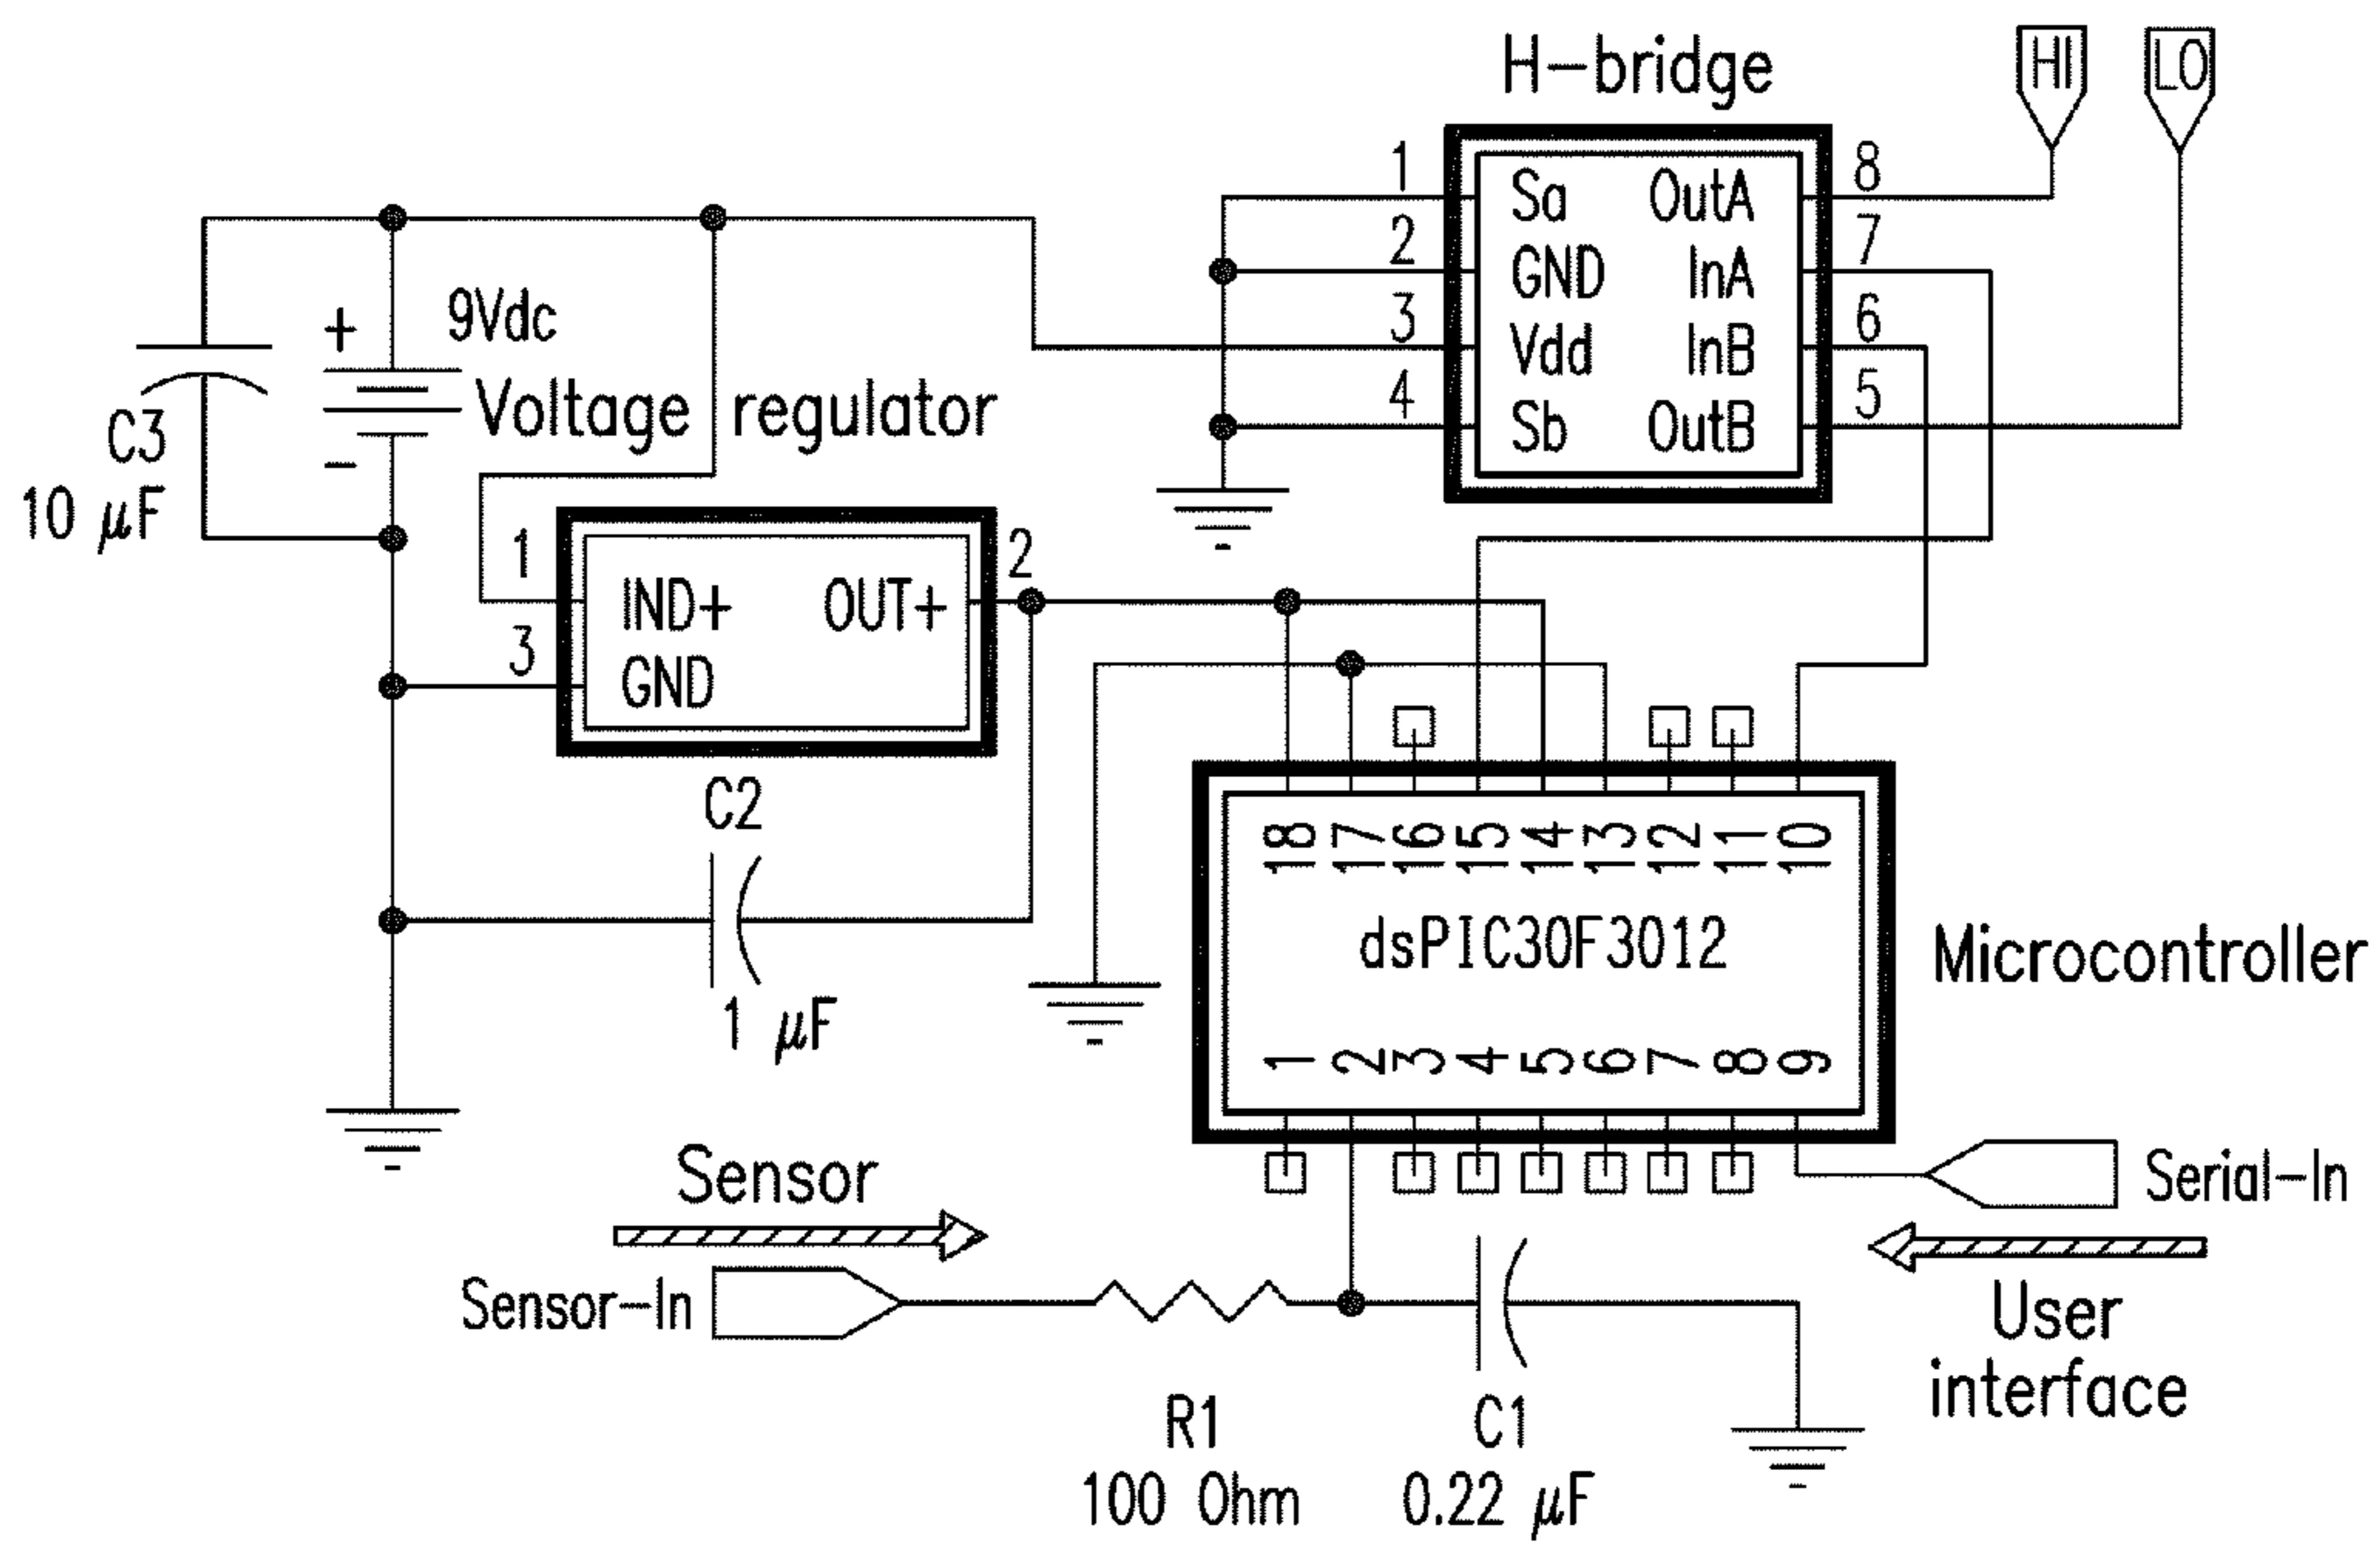 H-bridge
HI
LO
1
Sa
OutA
8
2
GND
InA
7
3
Vdd
InB
6
4
Sb
OutB
5
+
9Vdc
-
C3
10 µF
Voltage regulator
1
IND+
OUT+
2
3
GND
C2
1 µF
18 17 16 15 14 13 12 11 10
dsPIC30F3012
1 2 3 4 5 6 7 8 9
Microcontroller
Sensor
Sensor-In
Serial-In
User
interface
R1
100 Ohm
C1
0.22 µF